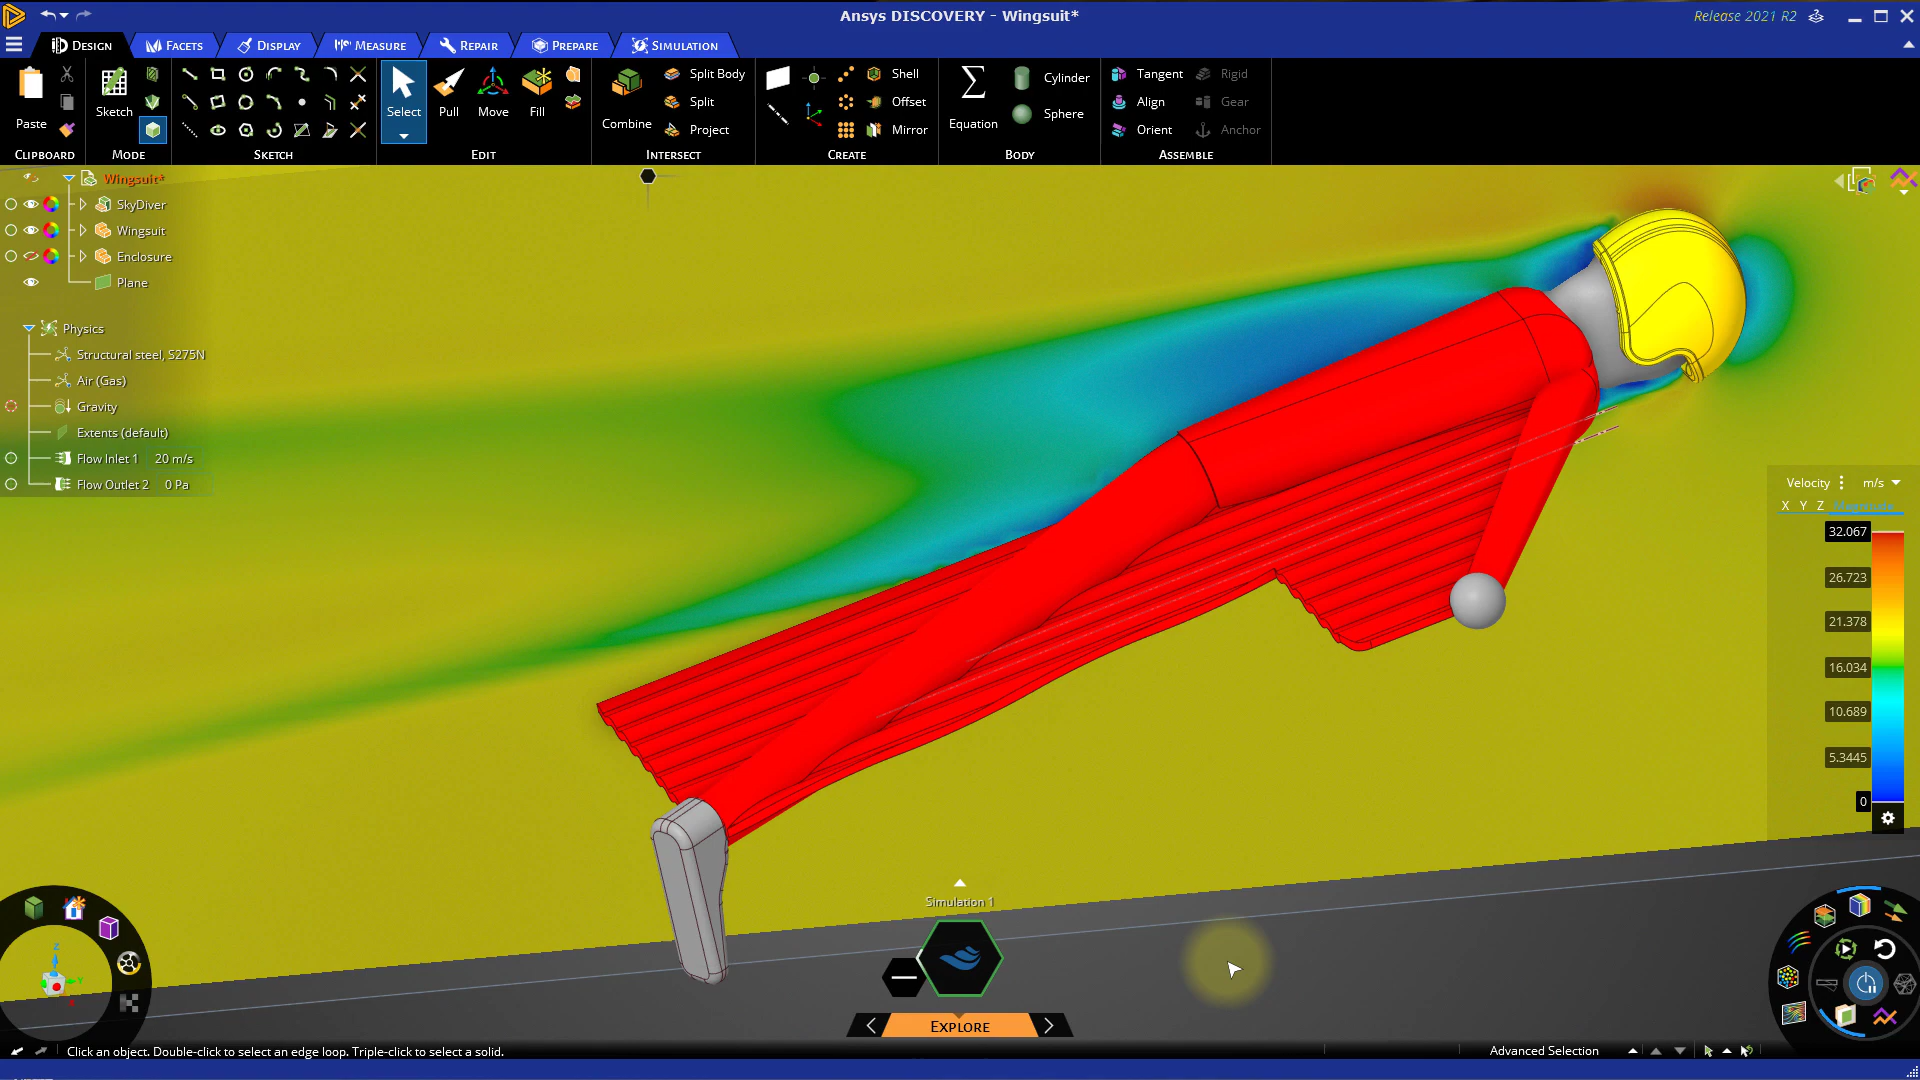 Ansys DISCOVERY - Wingsuit*
Release 2021 R2
DESIGN
FACETS
DISPLAY
MEASURE
REPAIR
PREPARE
SIMULATION
Paste
Sketch
Select
Pull
Move
Fill
Combine
Split Body
Split
Project
Shell
Offset
Mirror
Equation
Cylinder
Sphere
Tangent
Align
Orient
Rigid
Gear
Anchor
CLIPBOARD
MODE
SKETCH
EDIT
INTERSECT
CREATE
BODY
ASSEMBLE
Wingsuit*
SkyDiver
Wingsuit
Enclosure
Plane
Physics
Structural steel, S275N
Air (Gas)
Gravity
Extents (default)
Flow Inlet 1 20 m/s
Flow Outlet 2 0 Pa
Velocity m/s
X Y Z Magnitude
32.067
26.723
21.378
16.034
10.689
5.3445
0
Z
Y
X
Simulation 1
EXPLORE
Click an object. Double-click to select an edge loop. Triple-click to select a solid.
Advanced Selection